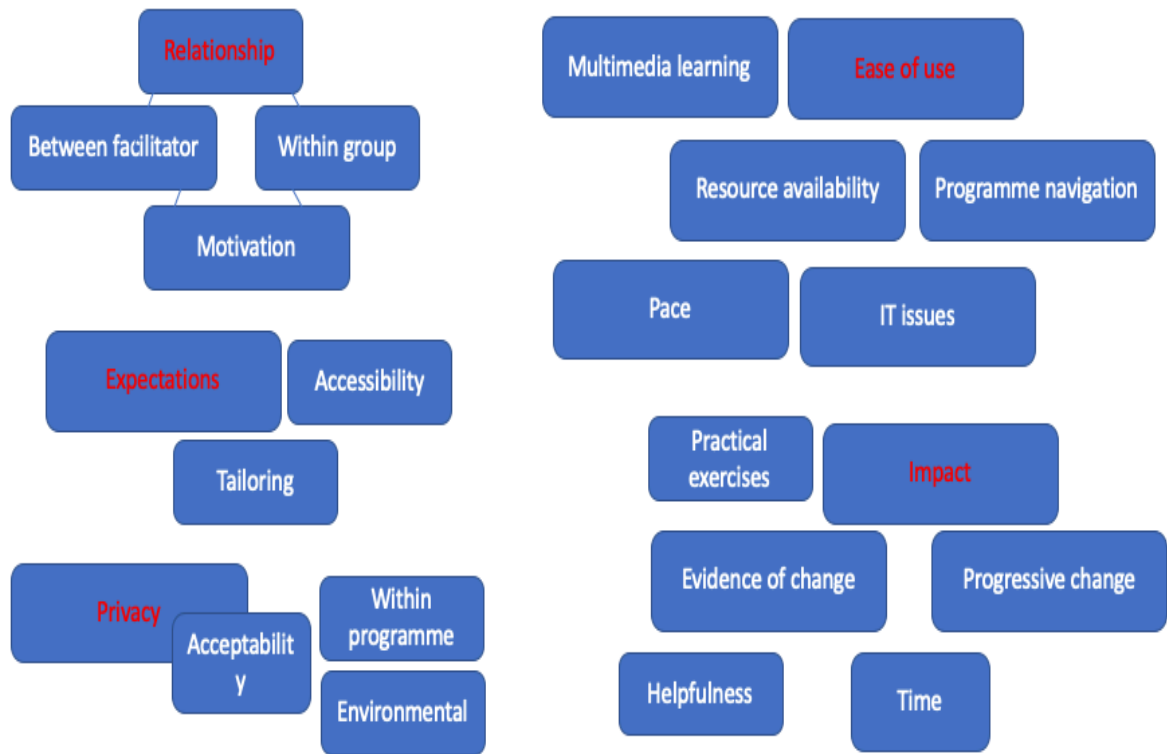 Relationship
Between facilitator
Within group
Motivation
Expectations
Accessibility
Tailoring
Privacy
Acceptabilit
y
Within
programme
Environmental
Multimedia learning
Ease of use
Resource availability
Programme navigation
Pace
IT issues
Practical
exercises
Impact
Evidence of change
Progressive change
Helpfulness
Time